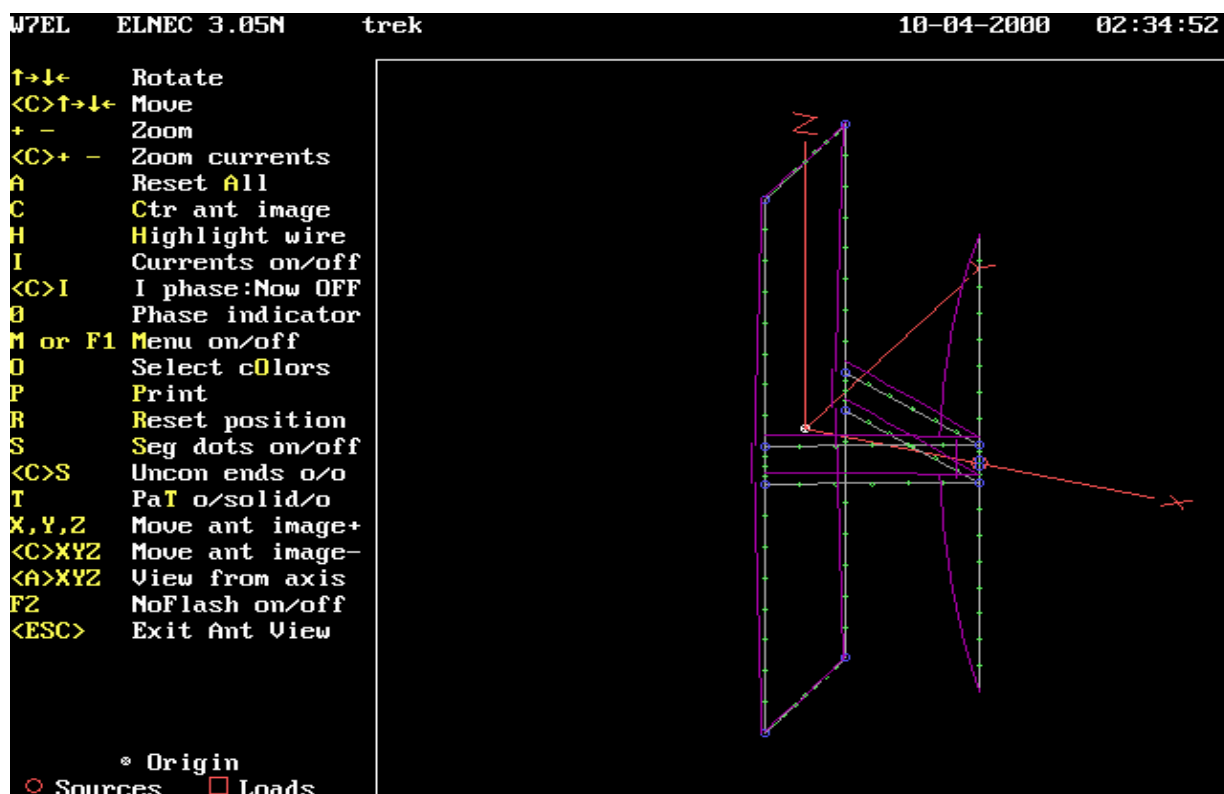 W7EL ELNEC 3.05N trek 10-04-2000 02:34:52
↑→↓← Rotate
<C>↑→↓← Move
+ - Zoom
<C>+ - Zoom currents
A Reset All
C Ctr ant image
H Highlight wire
I Currents on/off
<C>I I phase:Now OFF
0 Phase indicator
M or F1 Menu on/off
O Select cOlors
P Print
R Reset position
S Seg dots on/off
<C>S Uncon ends o/o
T PaT o/solid/o
X,Y,Z Move ant image+
<C>XYZ Move ant image-
<A>XYZ View from axis
F2 NoFlash on/off
<ESC> Exit Ant View
Origin
Sources Loads
Z
Y
X